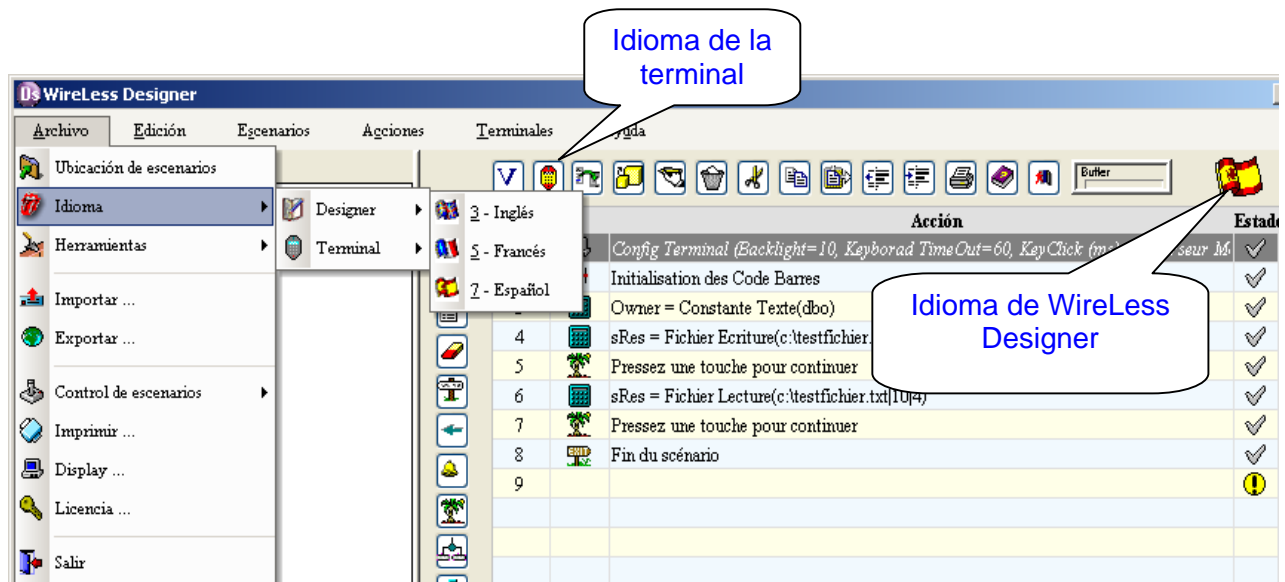 Idioma de la
terminal
Ds WireLess Designer
Archivo Edición Escenarios Acciones Terminales
Ubicación de escenarios
Idioma
Herramientas
Importar ...
Exportar ...
Control de escenarios
Imprimir ...
Display ...
Licencia ...
Salir
Designer
Terminal
3 - Inglés
5 - Francés
7 - Español
V
Buffer
Acción Estado
Config Terminal (Backlight=10, Keyborad TimeOut=60, KeyClick (ms)
Initialisation des Code Barres
Owner = Constante Texte(dbo)
4 sRes = Fichier Ecriture(c:\testfichier.
5 Pressez une touche pour continuer
6 sRes = Fichier Lecture(c:\testfichier.txt|10|4)
7 Pressez une touche pour continuer
8 EXIT Fin du scénario
9
Idioma de WireLess
Designer